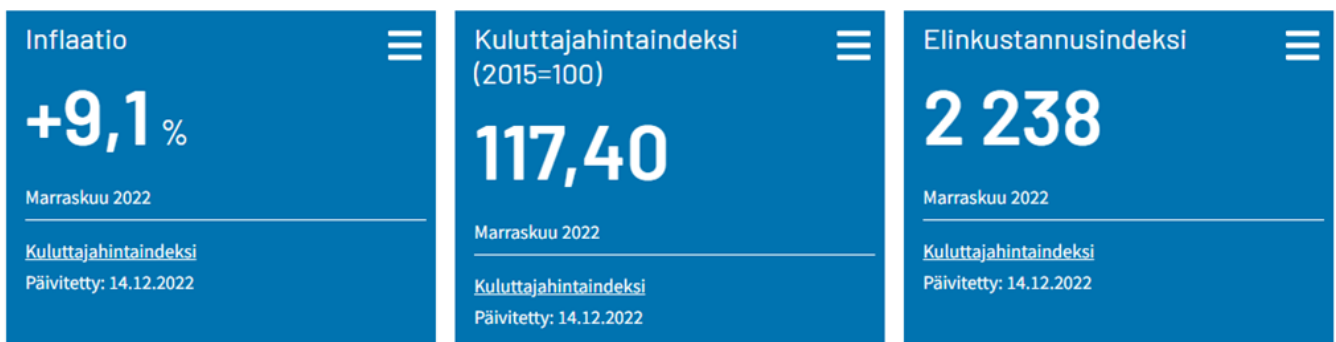 Inflaatio
+9,1 %
Marraskuu 2022
Kuluttajahintaindeksi
Päivitetty: 14.12.2022
Kuluttajahintaindeksi
(2015=100)
117,40
Marraskuu 2022
Kuluttajahintaindeksi
Päivitetty: 14.12.2022
Elinkustannusindeksi
2 238
Marraskuu 2022
Kuluttajahintaindeksi
Päivitetty: 14.12.2022